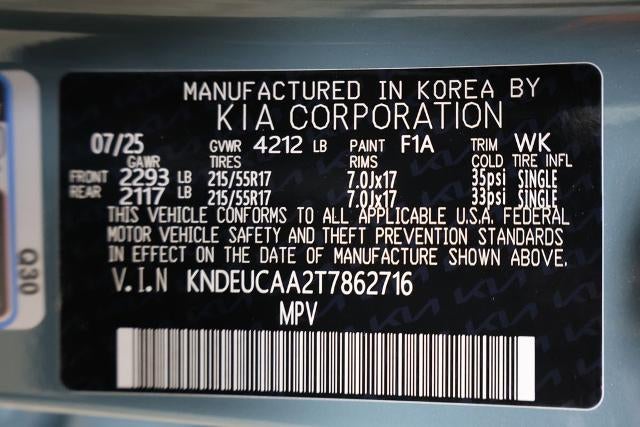 MANUFACTURED IN KOREA BY
KIA CORPORATION
07/25 GVWR 4212 LB PAINT F1A TRIM WK
GAWR TIRES RIMS COLD TIRE INFL
FRONT 2293 LB 215/55R17 7.0Jx17 35psi SINGLE
REAR 2117 LB 215/55R17 7.0Jx17 33psi SINGLE
THIS VEHICLE CONFORMS TO ALL APPLICABLE U.S.A. FEDERAL
MOTOR VEHICLE SAFETY AND THEFT PREVENTION STANDARDS
IN EFFECT ON THE DATE OF MANUFACTURE SHOWN ABOVE.
V.I.N KNDEUCAA2T7862716
MPV
Q30